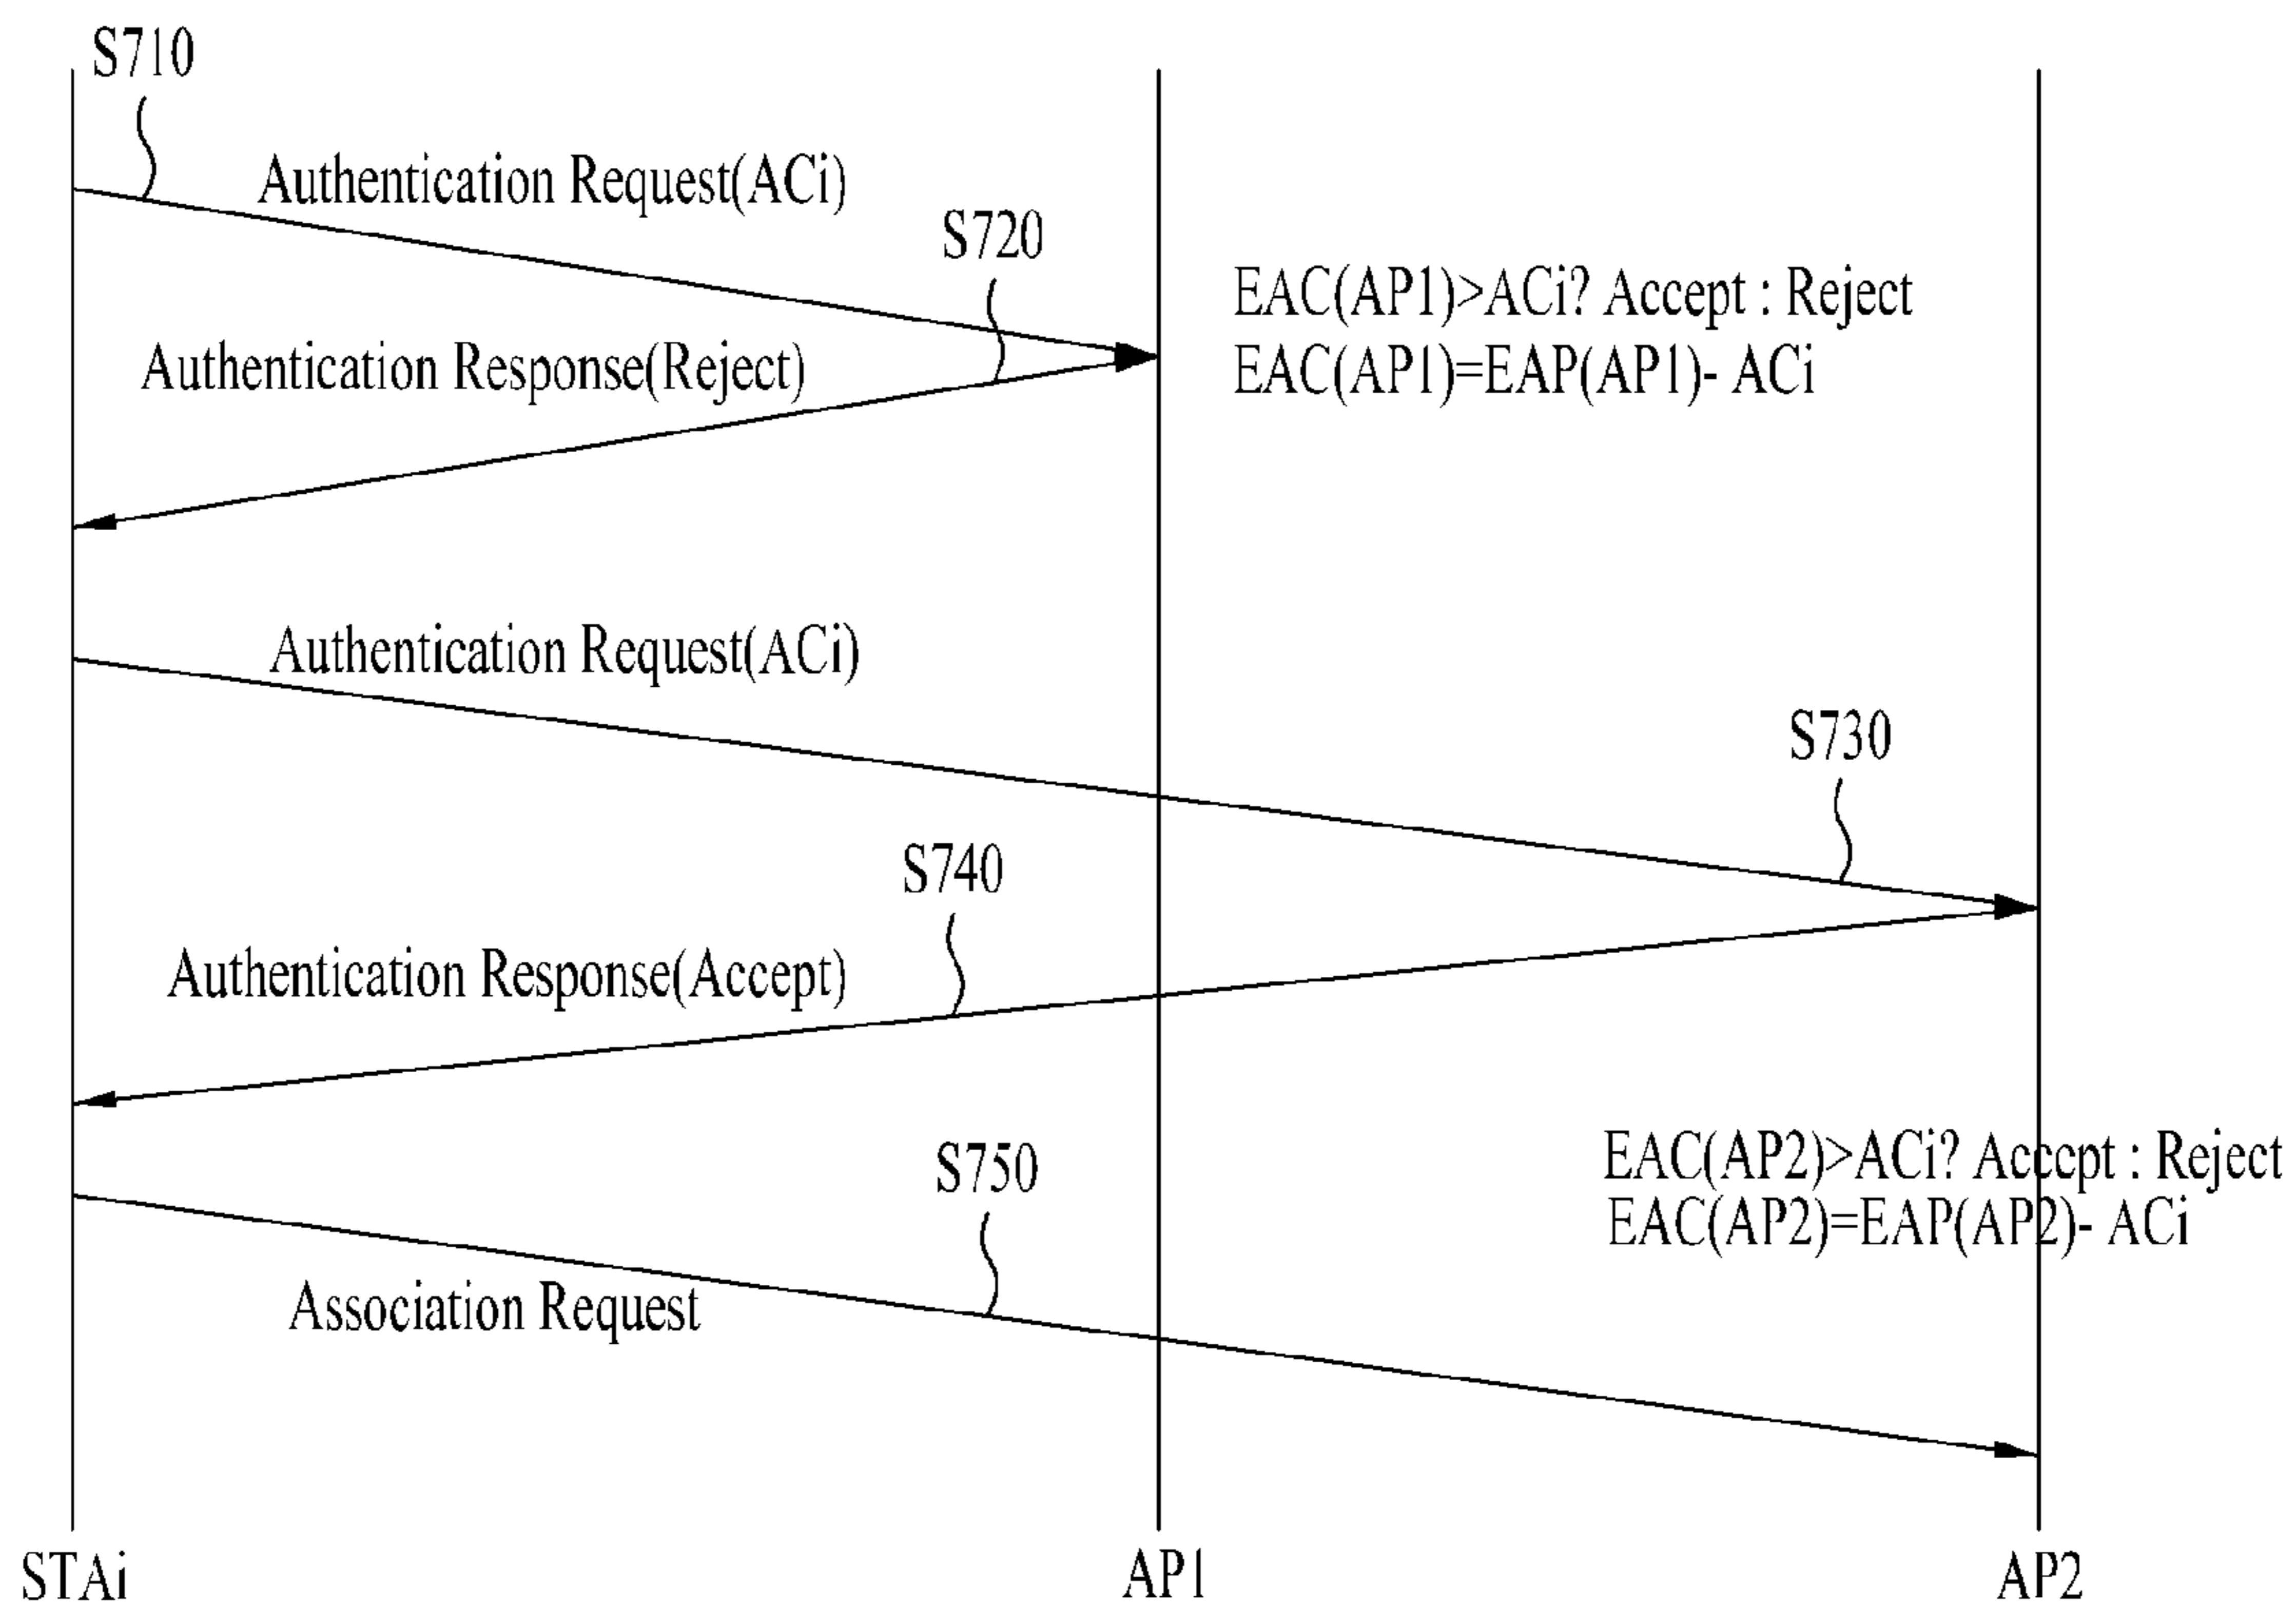 S710
Authentication Request(ACi)
S720
EAC(AP1)>ACi? Accept : Reject
EAC(AP1)=EAP(AP1)- ACi
Authentication Response(Reject)
Authentication Request(ACi)
S730
S740
Authentication Response(Accept)
EAC(AP2)>ACi? Acccpt : Reject
EAC(AP2)=EAP(AP2)- ACi
S750
Association Request
STAi
AP1
AP2